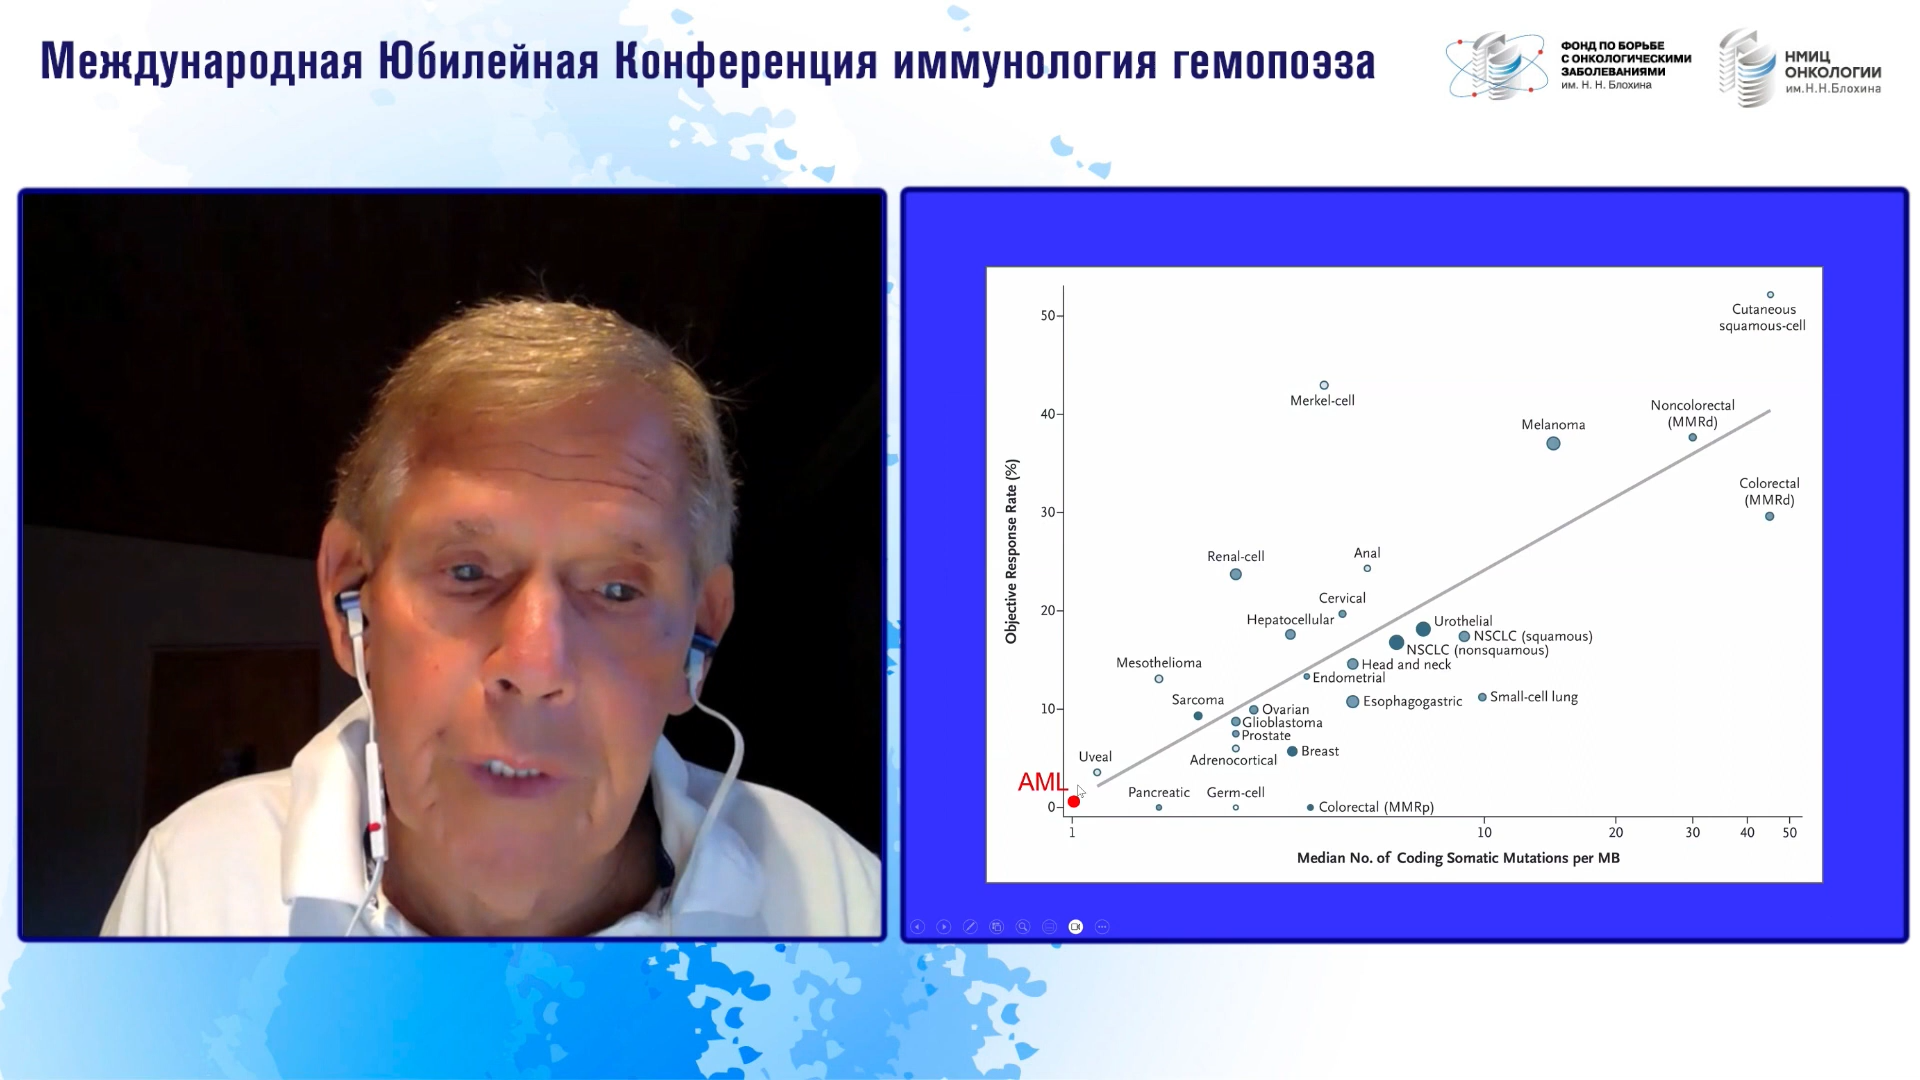 Международная Юбилейная Конференция иммунология гемопоэза
ФОНД ПО БОРЬБЕ
С ОНКОЛОГИЧЕСКИМИ
ЗАБОЛЕВАНИЯМИ
им. Н. Н. Блохина
НМИЦ
ОНКОЛОГИИ
им.Н.Н.Блохина
Objective Response Rate (%)
50
40
30
20
10
0
Cutaneous
squamous-cell
Merkel-cell
Noncolorectal
(MMRd)
Melanoma
Colorectal
(MMRd)
Renal-cell
Anal
Cervical
Hepatocellular
Urothelial
NSCLC (squamous)
NSCLC (nonsquamous)
Mesothelioma
Head and neck
Endometrial
Sarcoma
Esophagogastric
Small-cell lung
Ovarian
Glioblastoma
Prostate
Adrenocortical
Breast
Uveal
AML
Pancreatic
Germ-cell
Colorectal (MMRp)
1
10
20
30
40
50
Median No. of Coding Somatic Mutations per MB